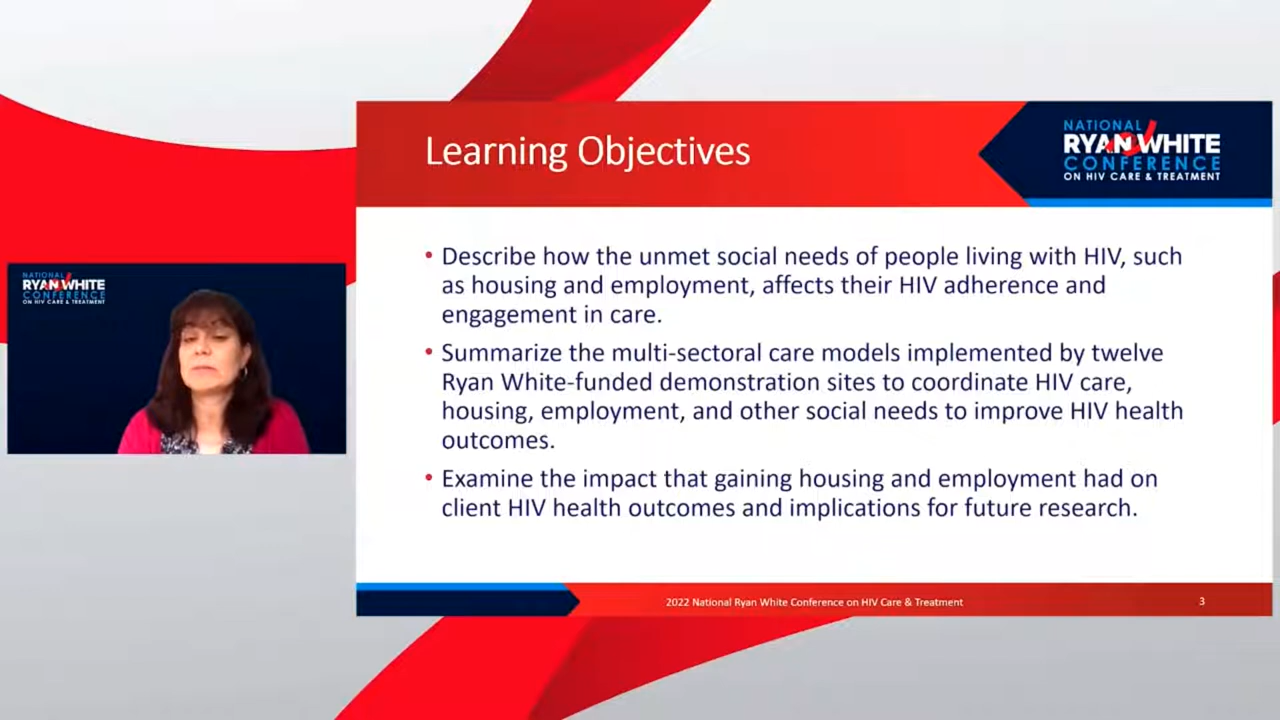 NATIONAL
RYAN WHITE
CONFERENCE
ON HIV CARE & TREATMENT
Learning Objectives
NATIONAL
RYAN WHITE
CONFERENCE
ON HIV CARE & TREATMENT
• Describe how the unmet social needs of people living with HIV, such
as housing and employment, affects their HIV adherence and
engagement in care.
• Summarize the multi-sectoral care models implemented by twelve
Ryan White-funded demonstration sites to coordinate HIV care,
housing, employment, and other social needs to improve HIV health
outcomes.
• Examine the impact that gaining housing and employment had on
client HIV health outcomes and implications for future research.
2022 National Ryan White Conference on HIV Care & Treatment
3